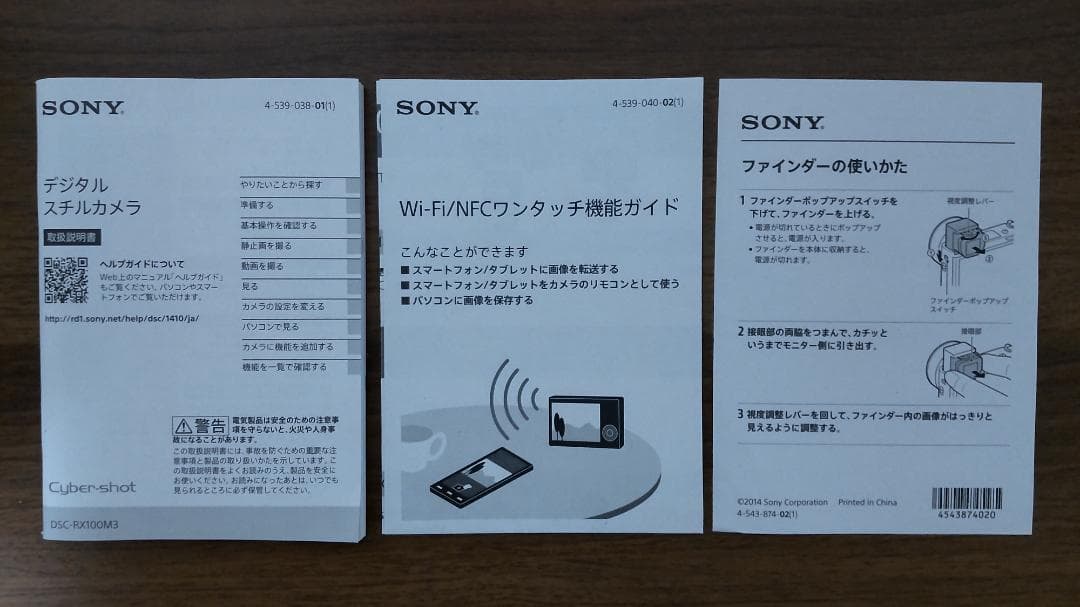 SONY
4-539-038-01(1)
デジタル
スチルカメラ
取扱説明書
ヘルプガイドについて
Web上のマニュアル「ヘルプガイド」
もご覧ください。パソコンやスマー
トフォンでご覧いただけます。
http://rd1.sony.net/help/dsc/1410/ja/
やりたいことから探す
準備する
基本操作を確認する
静止画を撮る
動画を撮る
見る
カメラの設定を変える
パソコンで見る
カメラに機能を追加する
機能を一覧で確認する
警告 電気製品は安全のための注意事
項を守らないと、火災や人身事
故になることがあります。
この取扱説明書には、事故を防ぐための重要な注
意事項と製品の取り扱いかたを示しています。こ
の取扱説明書をよくお読みのうえ、製品を安全に
お使いください。お読みになったあとは、いつでも
見られるところに必ず保管してください。
Cyber-shot
DSC-RX100M3
SONY
4-539-040-02(1)
Wi-Fi/NFCワンタッチ機能ガイド
こんなことができます
■ スマートフォン/タブレットに画像を転送する
■ スマートフォン/タブレットをカメラのリモコンとして使う
■ パソコンに画像を保存する
SONY
ファインダーの使いかた
1 ファインダーポップアップスイッチを
下げて、ファインダーを上げる。
• 電源が切れているときにポップアップ
させると、電源が入ります。
• ファインダーを本体に収納すると、
電源が切れます。
視度調整レバー
ファインダーポップアップ
スイッチ
2 接眼部の両脇をつまんで、カチッと
いうまでモニター側に引き出す。
接眼部
3 視度調整レバーを回して、ファインダー内の画像がはっきりと
見えるように調整する。
©2014 Sony Corporation Printed in China
4-543-874-02(1)
4543874020